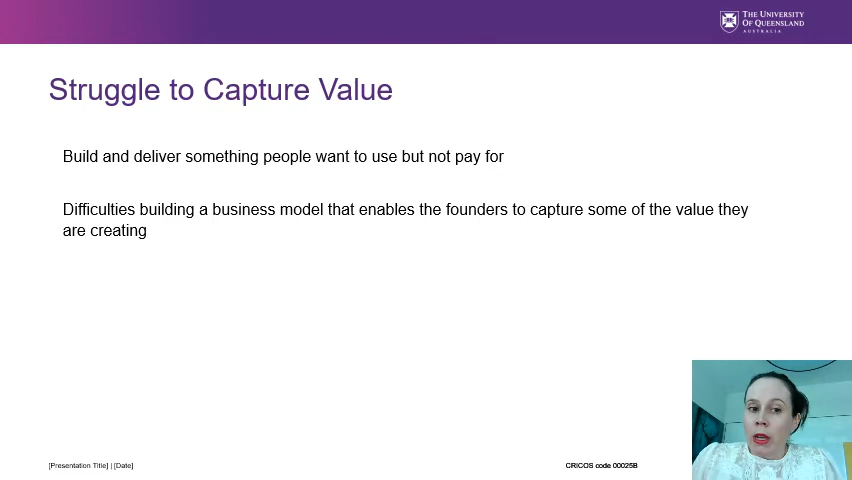 THE UNIVERSITY
OF QUEENSLAND
AUSTRALIA
Struggle to Capture Value
Build and deliver something people want to use but not pay for
Difficulties building a business model that enables the founders to capture some of the value they
are creating
[Presentation Title] | [Date]
CRICOS code 00025B